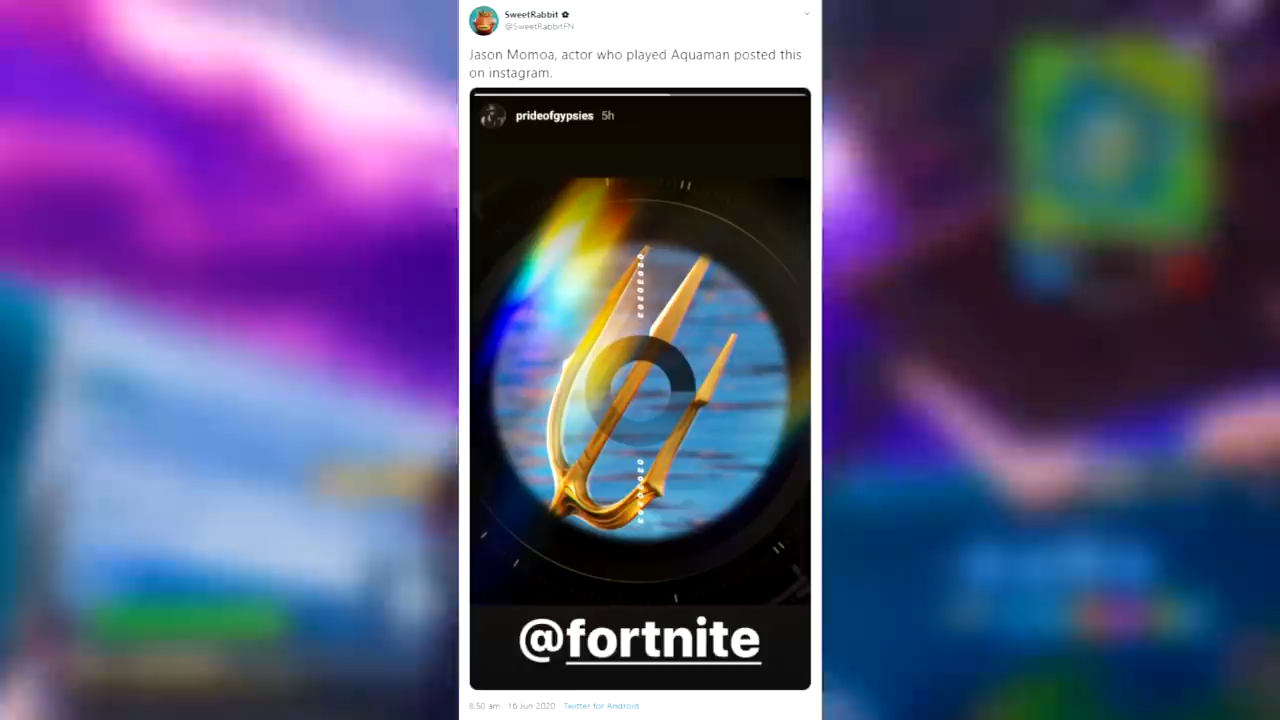 SweetRabbit ✿
@SweetRabbitFN
Jason Momoa, actor who played Aquaman posted this
on instagram.
prideofgypsies 5h
@fortnite
8:50 am 16 Jun 2020 Twitter for Android